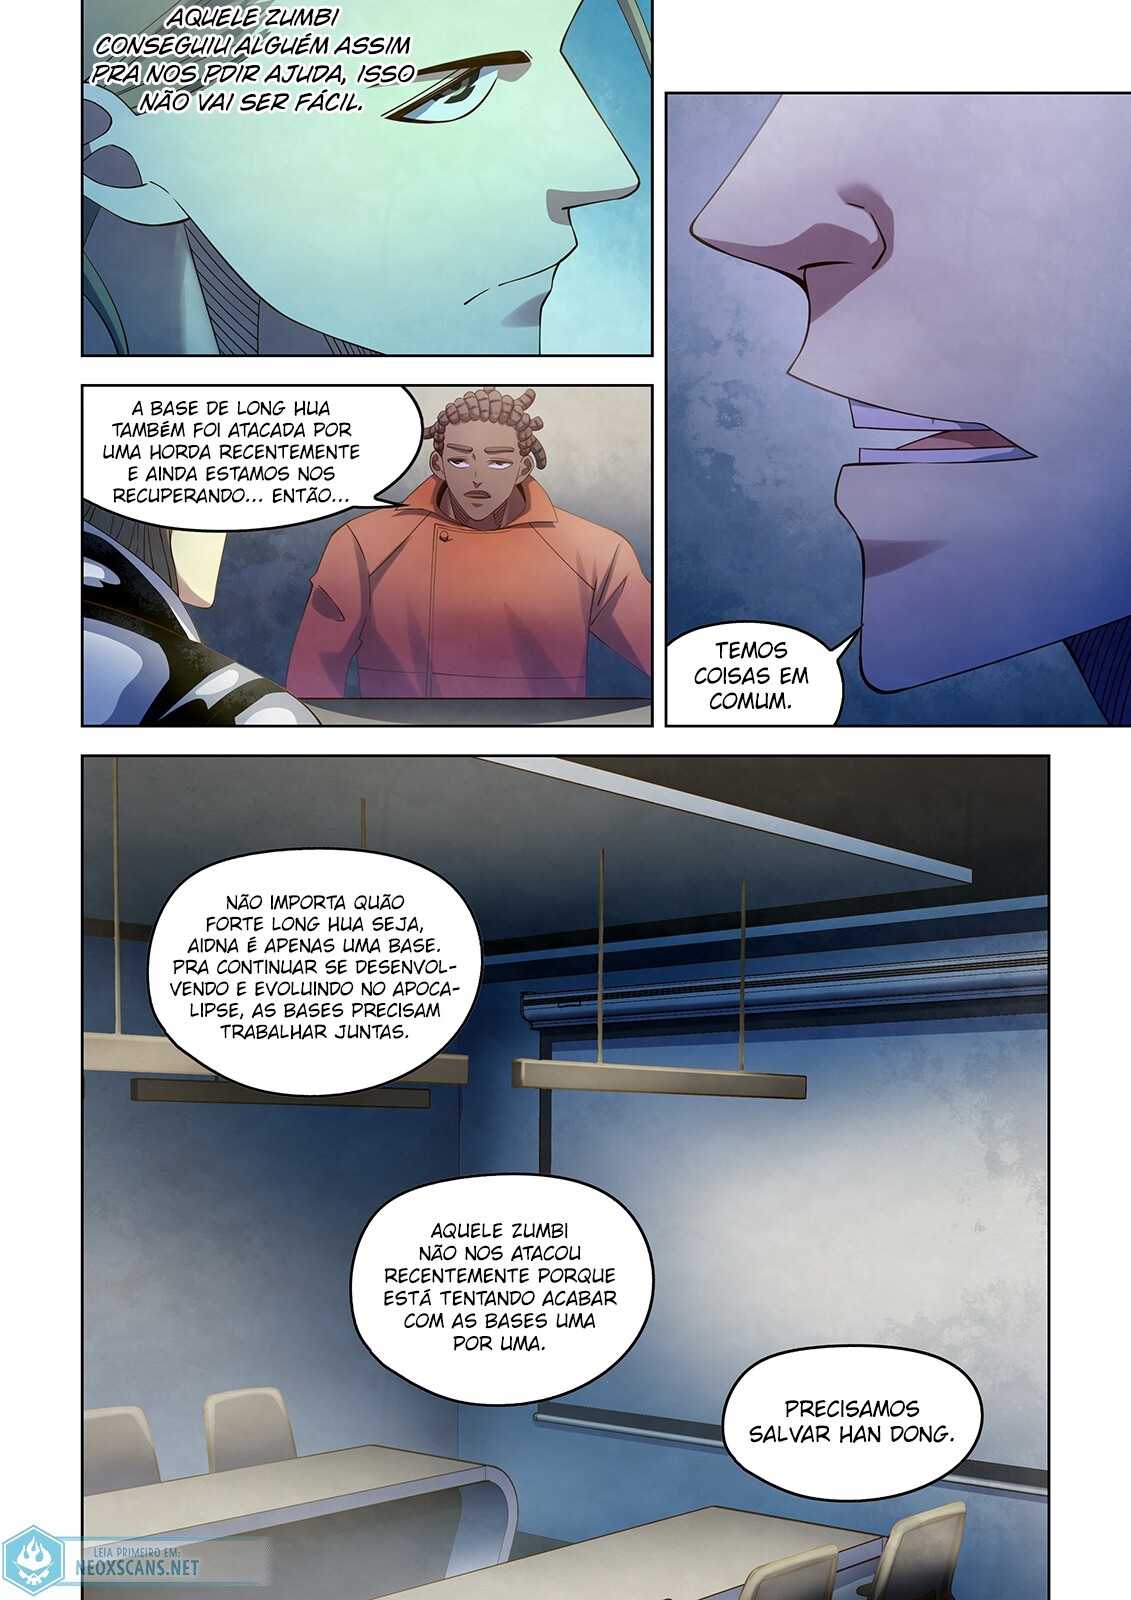 AQUELE ZUMBI
CONSEGUIU ALGUÉM ASSIM
PRA NOS PDIR AJUDA, ISSO
NÃO VAI SER FÁCIL.
A BASE DE LONG HUA
TAMBÉM FOI ATACADA POR
UMA HORDA RECENTEMENTE
E AINDA ESTAMOS NOS
RECUPERANDO... ENTÃO...
TEMOS
COISAS EM
COMUM.
NÃO IMPORTA QUÃO
FORTE LONG HUA SEJA,
AIDNA É APENAS UMA BASE.
PRA CONTINUAR SE DESENVOL-
VENDO E EVOLUINDO NO APOCA-
LIPSE, AS BASES PRECISAM
TRABALHAR JUNTAS.
AQUELE ZUMBI
NÃO NOS ATACOU
RECENTEMENTE PORQUE
ESTÁ TENTANDO ACABAR
COM AS BASES UMA
POR UMA.
PRECISAMOS
SALVAR HAN DONG.
LEIA PRIMEIRO EM:
NEOXSCANS.NET